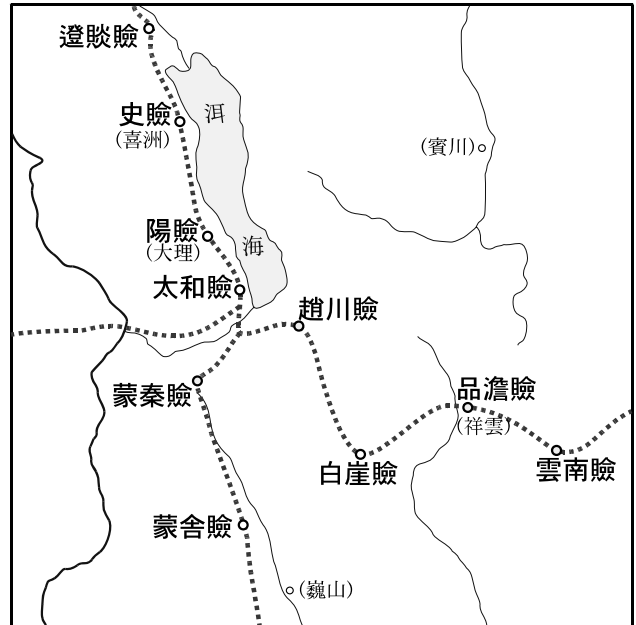 邆賧瞼
史瞼
(喜洲)
洱
(賓川)
陽瞼
(大理)
海
太和瞼
趙川瞼
蒙秦瞼
品澹瞼
(祥雲)
白崖瞼
雲南瞼
蒙舍瞼
(巍山)